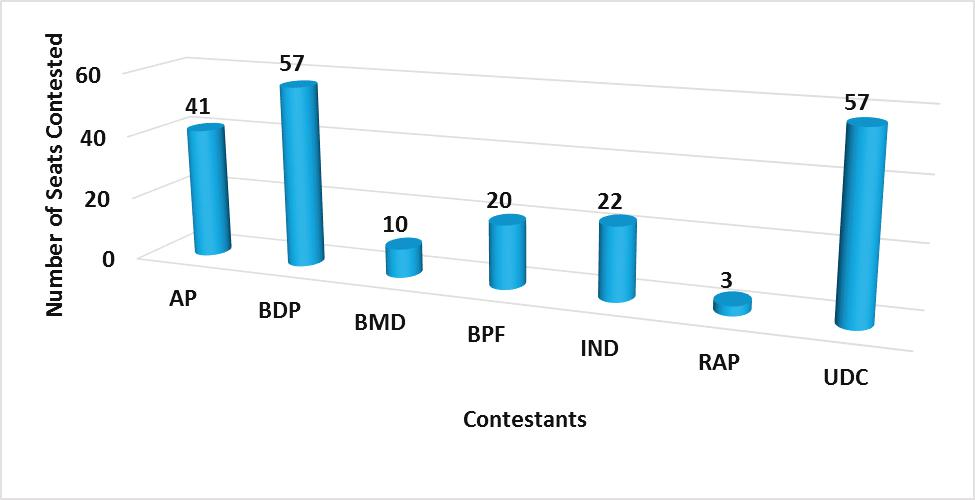 Number of Seats Contested
60
40
20
0
41
57
10
20
22
3
57
AP
BDP
BMD
BPF
IND
RAP
UDC
Contestants